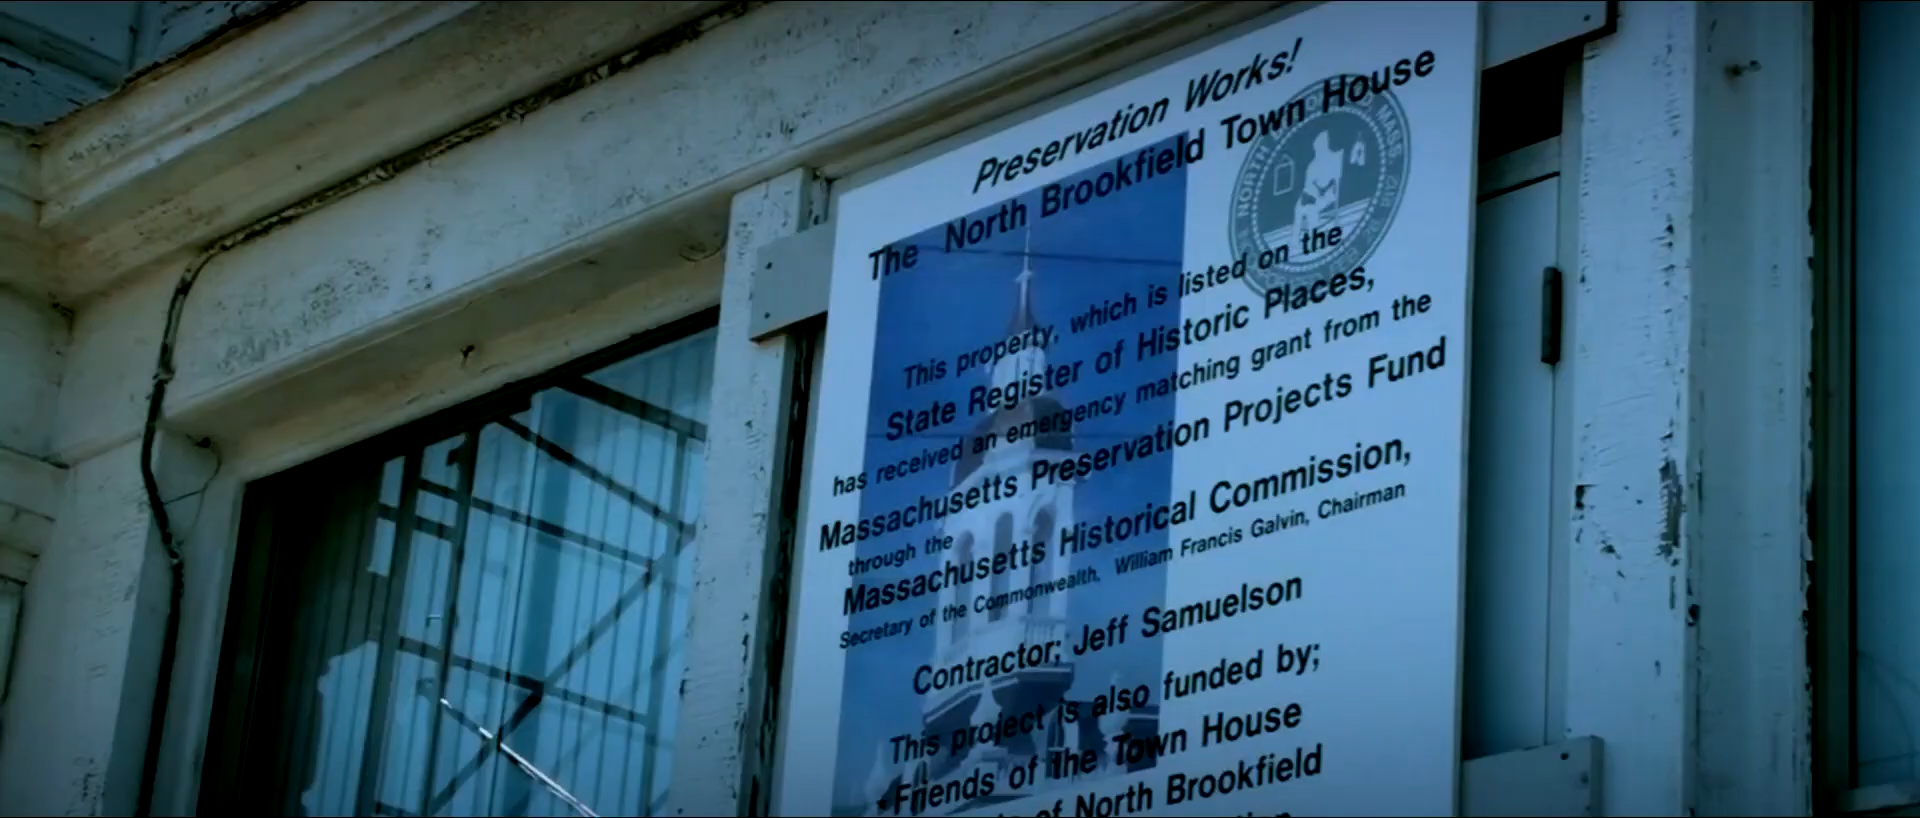 Preservation Works!
The North Brookfield Town House
This property, which is listed on the
State Register of Historic Places,
has received an emergency matching grant from the
Massachusetts Preservation Projects Fund
through the
Massachusetts Historical Commission,
Secretary of the Commonwealth, William Francis Galvin, Chairman
Contractor; Jeff Samuelson
This project is also funded by;
Friends of the Town House
of North Brookfield
NORTH
MASS.